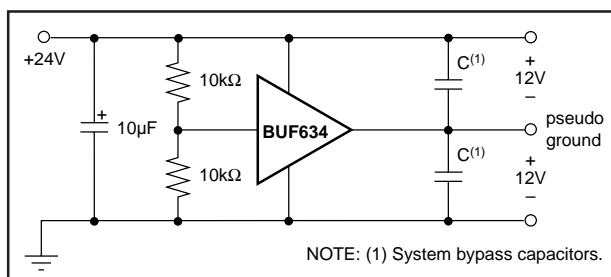 +24V
10kΩ
C(1)
+
12V
–
+
10µF
BUF634
pseudo
ground
10kΩ
C(1)
+
12V
–
NOTE: (1) System bypass capacitors.